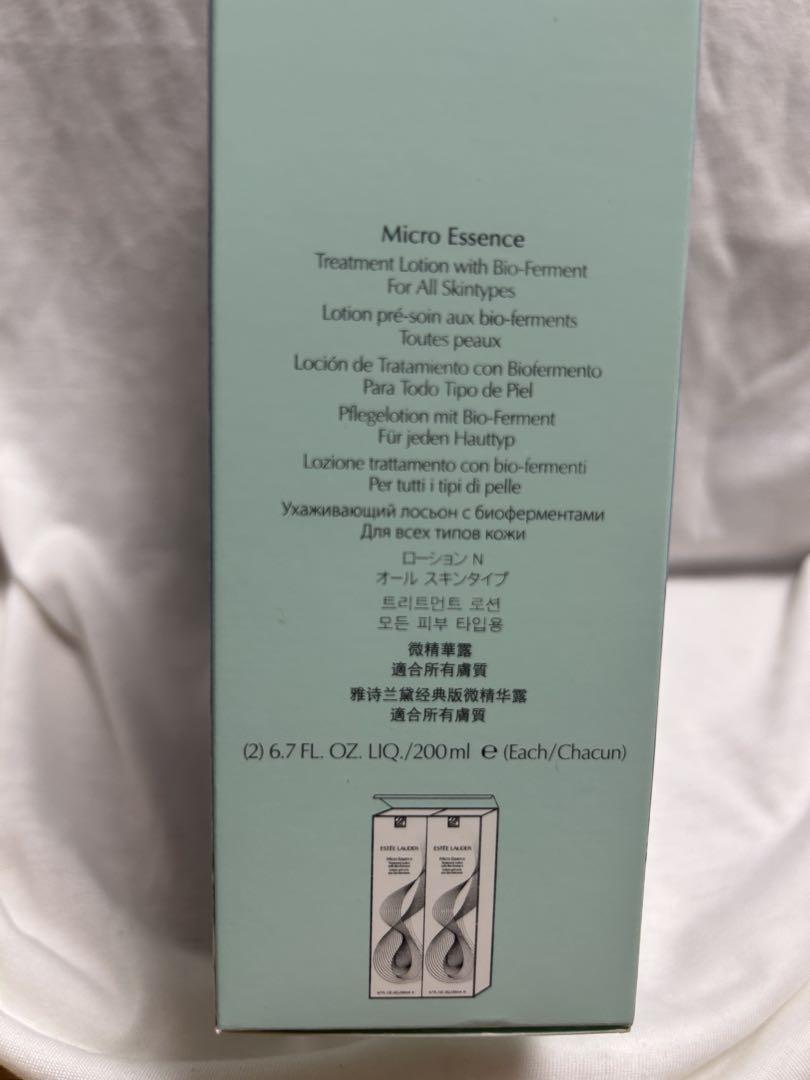 Micro Essence
Treatment Lotion with Bio-Ferment
For All Skintypes
Lotion pré-soin aux bio-ferments
Toutes peaux
Loción de Tratamiento con Biofermento
Para Todo Tipo de Piel
Pflegelotion mit Bio-Ferment
Für jeden Hauttyp
Lozione trattamento con bio-fermenti
Per tutti i tipi di pelle
Ухаживающий лосьон с биоферментами
Для всех типов кожи
ローション N
オール スキンタイプ
트리트먼트 로션
모든 피부 타입용
微精華露
適合所有膚質
雅诗兰黛经典版微精华露
適合所有膚質
(2) 6.7 FL. OZ. LIQ./200 ml ℮ (Each/Chacun)
ESTĒE LAUDER ESTĒE LAUDER
Micro Essence Micro Essence